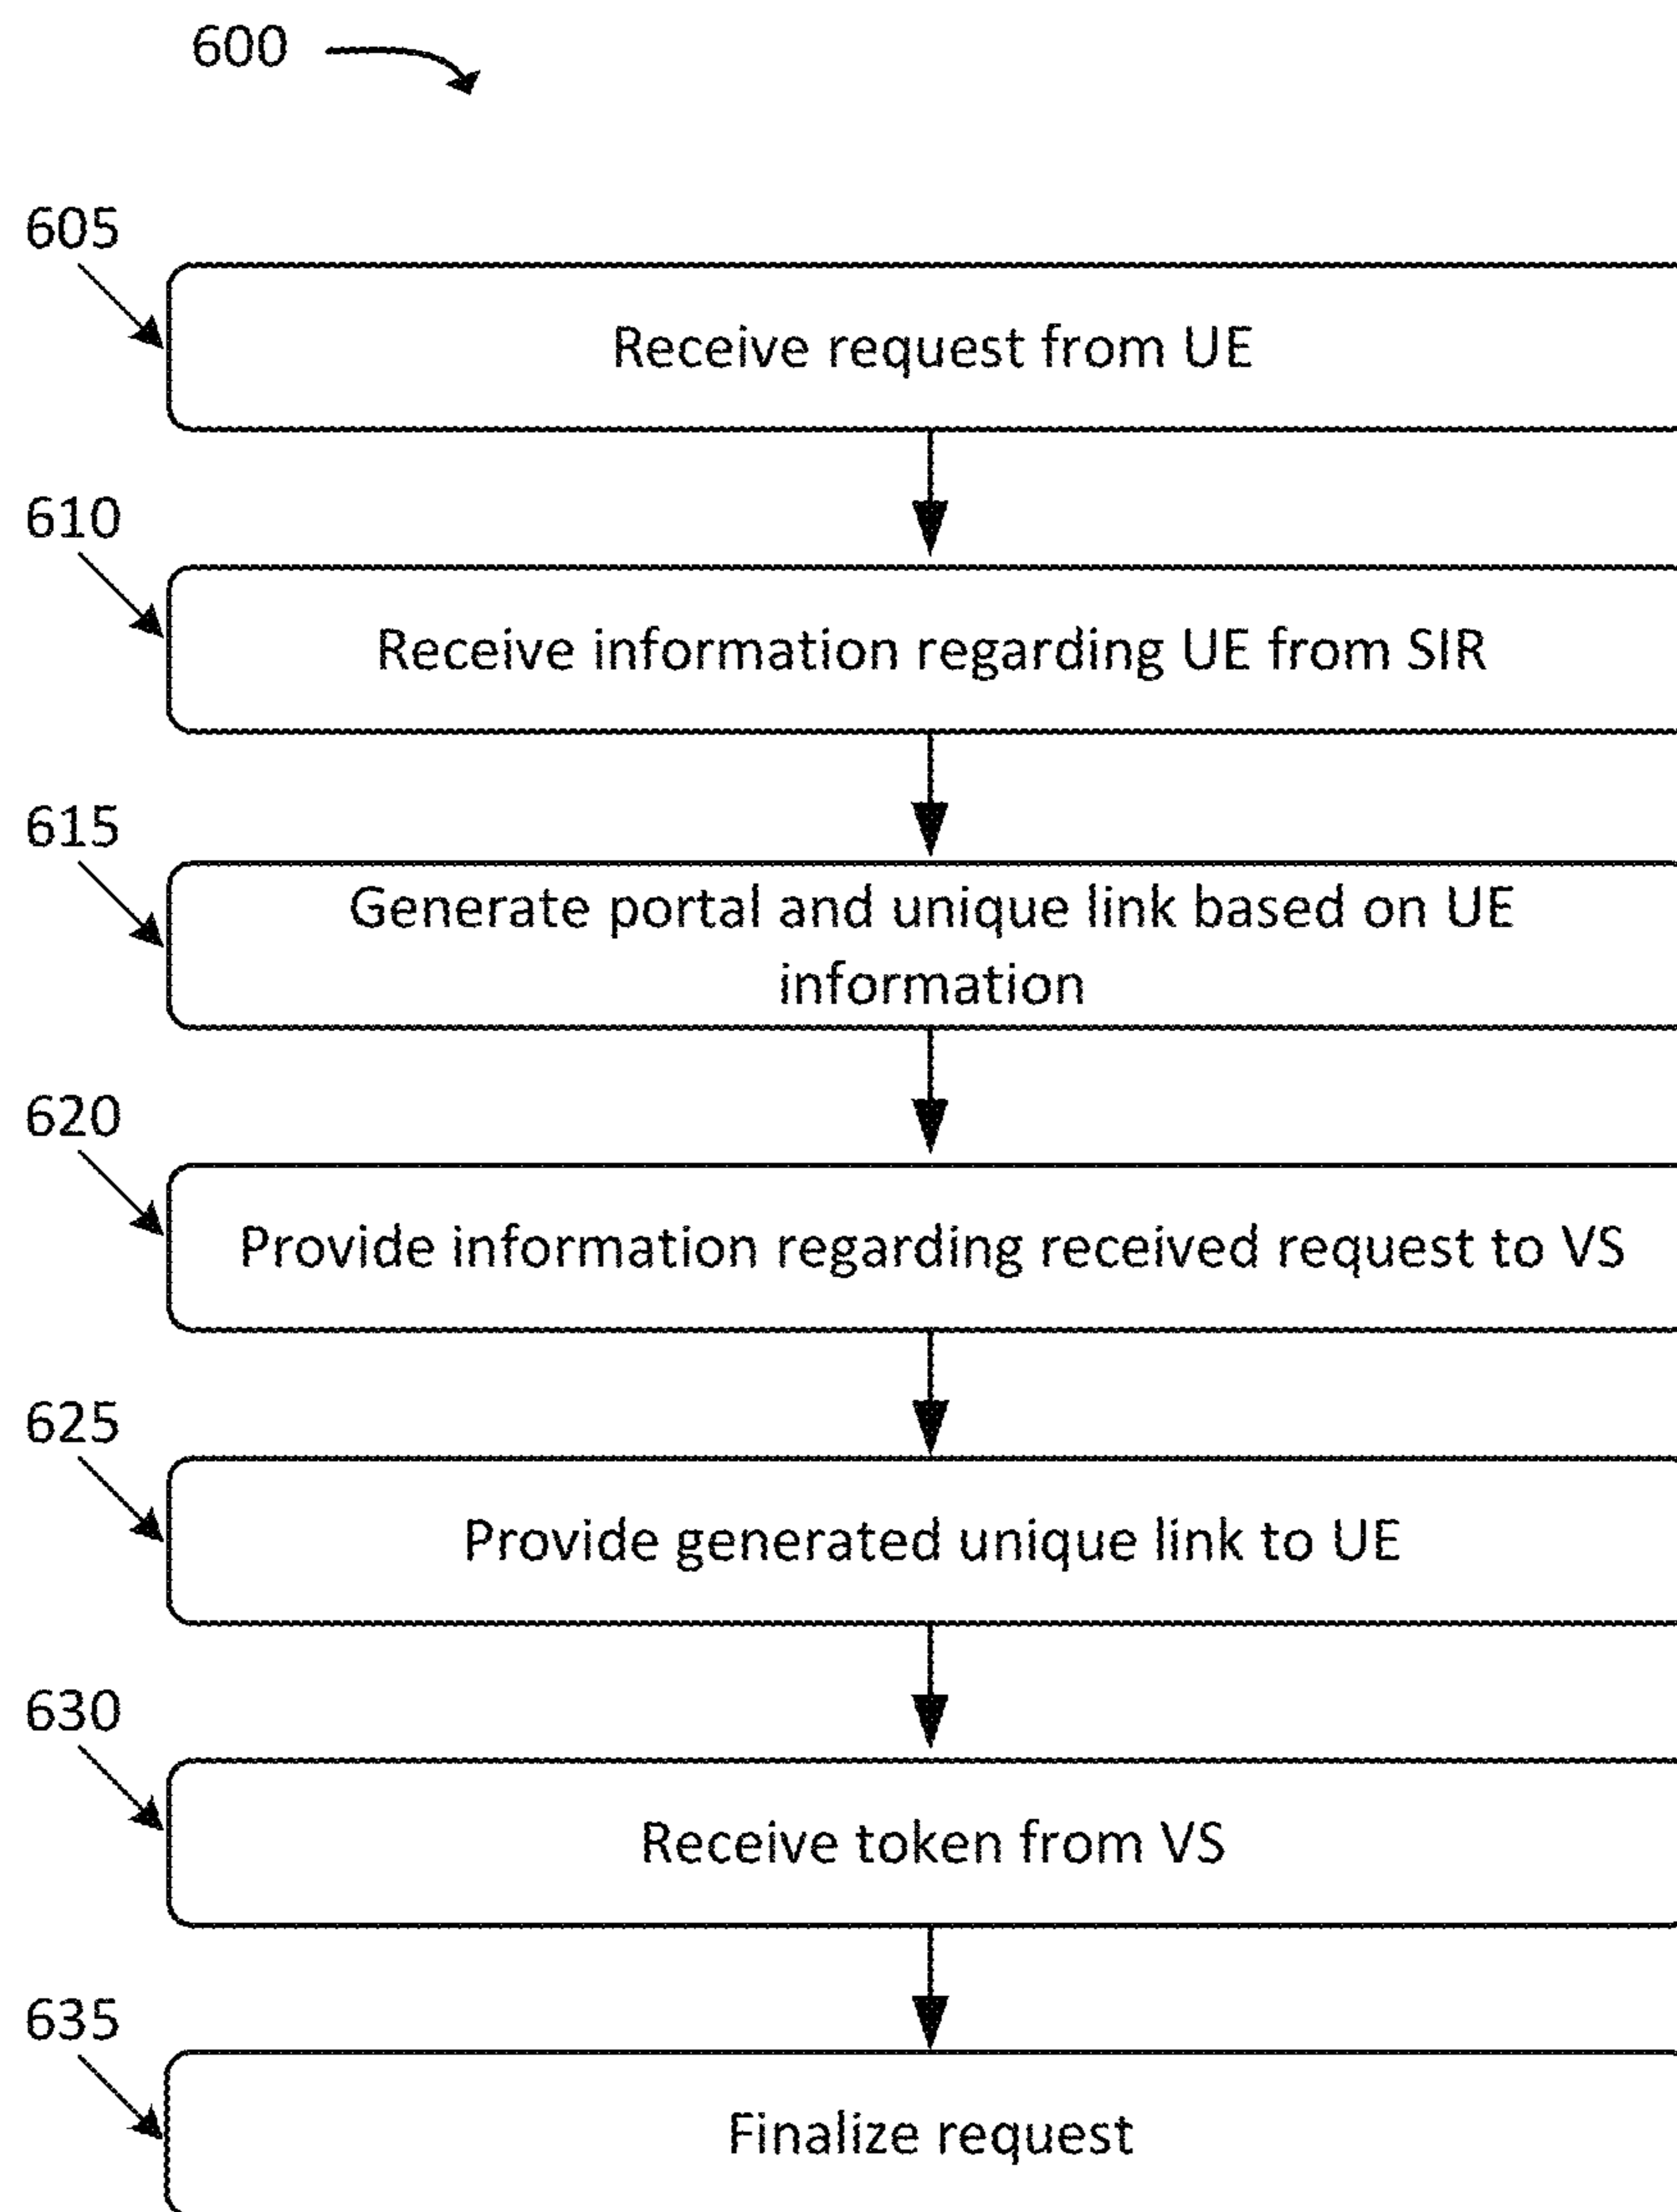 600
605
Receive request from UE
610
Receive information regarding UE from SIR
615
Generate portal and unique link based on UE
information
620
Provide information regarding received request to VS
625
Provide generated unique link to UE
630
Receive token from VS
635
Finalize request